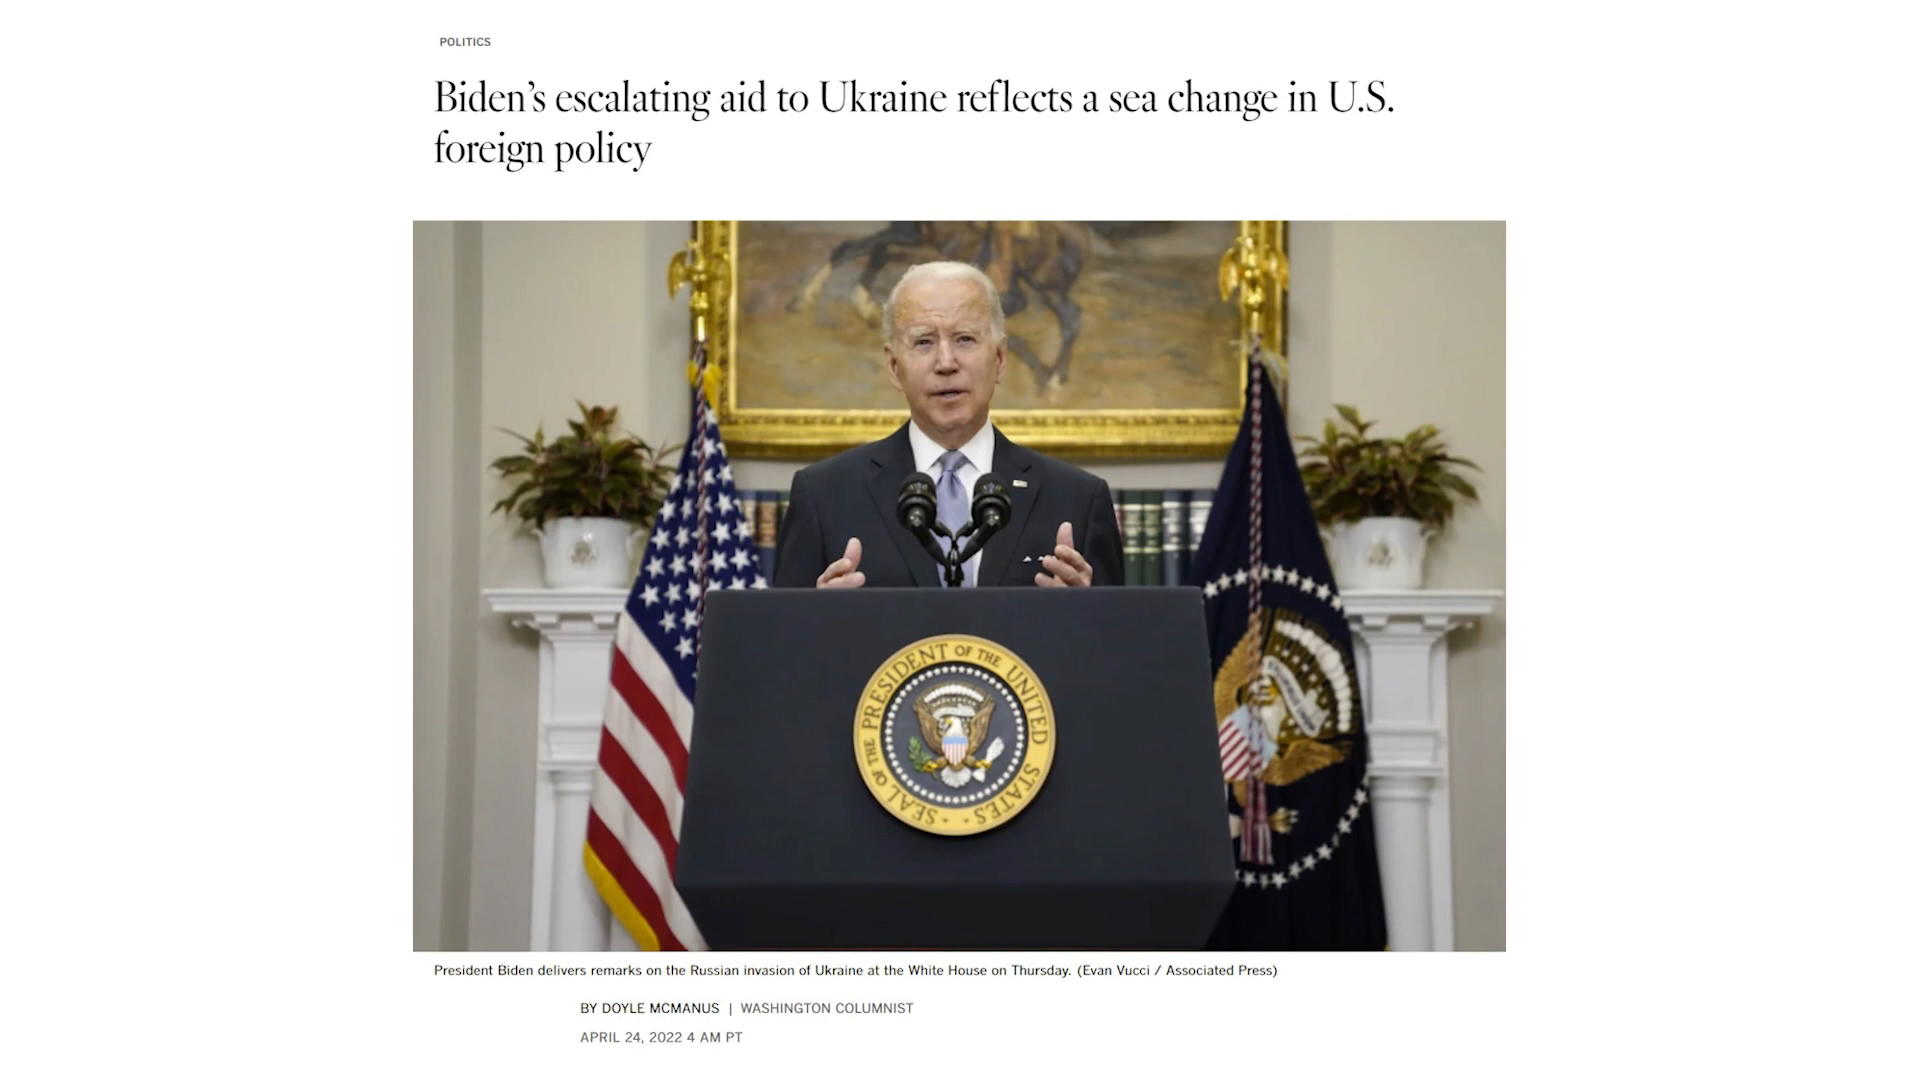 POLITICS
Biden’s escalating aid to Ukraine reflects a sea change in U.S.
foreign policy
SEAL OF THE PRESIDENT OF THE UNITED STATES
President Biden delivers remarks on the Russian invasion of Ukraine at the White House on Thursday. (Evan Vucci / Associated Press)
BY DOYLE MCMANUS | WASHINGTON COLUMNIST
APRIL 24, 2022 4 AM PT